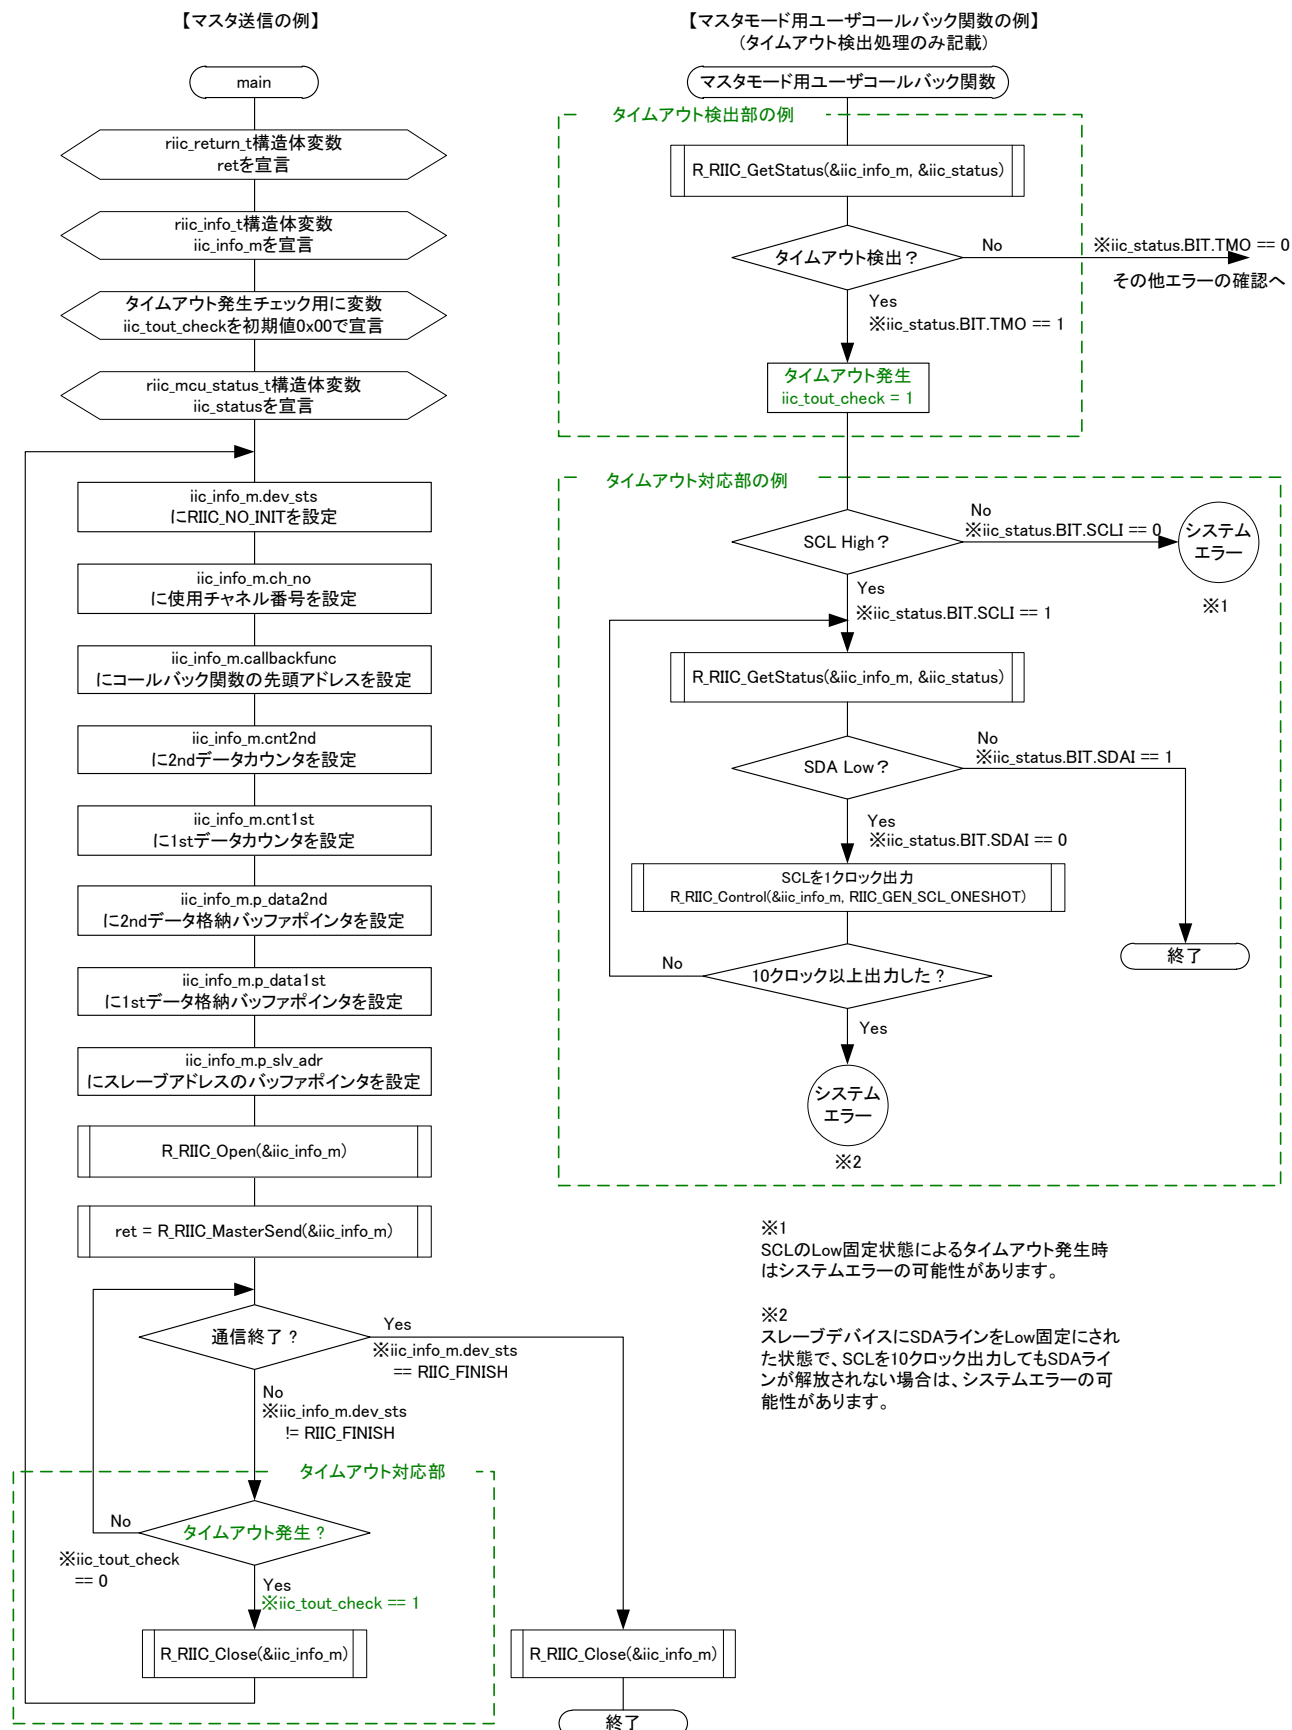 【マスタ送信の例】
main
riic_return_t構造体変数
retを宣言
riic_info_t構造体変数
iic_info_mを宣言
タイムアウト発生チェック用に変数
iic_tout_checkを初期値0x00で宣言
riic_mcu_status_t構造体変数
iic_statusを宣言
iic_info_m.dev_sts
にRIIC_NO_INITを設定
iic_info_m.ch_no
に使用チャネル番号を設定
iic_info_m.callbackfunc
にコールバック関数の先頭アドレスを設定
iic_info_m.cnt2nd
に2ndデータカウンタを設定
iic_info_m.cnt1st
に1stデータカウンタを設定
iic_info_m.p_data2nd
に2ndデータ格納バッファポインタを設定
iic_info_m.p_data1st
に1stデータ格納バッファポインタを設定
iic_info_m.p_slv_adr
にスレーブアドレスのバッファポインタを設定
R_RIIC_Open(&iic_info_m)
ret = R_RIIC_MasterSend(&iic_info_m)
通信終了？
Yes
※iic_info_m.dev_sts
== RIIC_FINISH
No
※iic_info_m.dev_sts
!= RIIC_FINISH
タイムアウト対応部
タイムアウト発生？
No
※iic_tout_check
== 0
Yes
※iic_tout_check == 1
R_RIIC_Close(&iic_info_m)
R_RIIC_Close(&iic_info_m)
終了
【マスタモード用ユーザコールバック関数の例】
（タイムアウト検出処理のみ記載）
マスタモード用ユーザコールバック関数
タイムアウト検出部の例
R_RIIC_GetStatus(&iic_info_m, &iic_status)
タイムアウト検出？
No
※iic_status.BIT.TMO == 0
その他エラーの確認へ
Yes
※iic_status.BIT.TMO == 1
タイムアウト発生
iic_tout_check = 1
タイムアウト対応部の例
SCL High？
No
※iic_status.BIT.SCLI == 0
システム
エラー
※1
Yes
※iic_status.BIT.SCLI == 1
R_RIIC_GetStatus(&iic_info_m, &iic_status)
SDA Low？
No
※iic_status.BIT.SDAI == 1
Yes
※iic_status.BIT.SDAI == 0
SCLを1クロック出力
R_RIIC_Control(&iic_info_m, RIIC_GEN_SCL_ONESHOT)
終了
10クロック以上出力した？
No
Yes
システム
エラー
※2
※1
SCLのLow固定状態によるタイムアウト発生時
はシステムエラーの可能性があります。
※2
スレーブデバイスにSDAラインをLow固定にされ
た状態で、SCLを10クロック出力してもSDAライ
ンが解放されない場合は、システムエラーの可
能性があります。